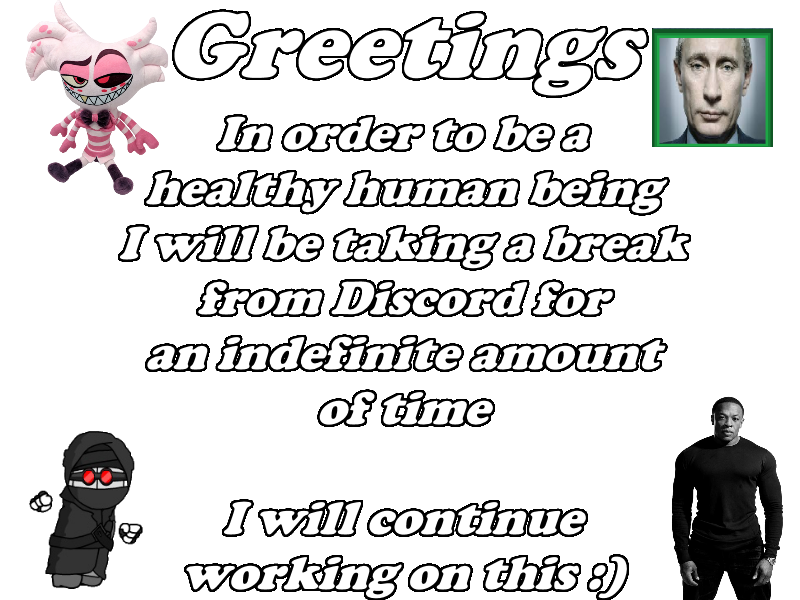 Greetings
In order to be a
healthy human being
I will be taking a break
from Discord for
an indefinite amount
of time
I will continue
working on this :)